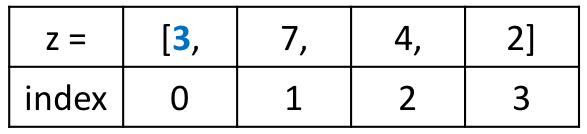 z = [3, 7, 4, 2]
index 0 1 2 3